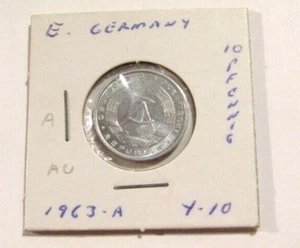 E. GERMANY
10 PFENNIG
A
AU
1963-A
Y-10